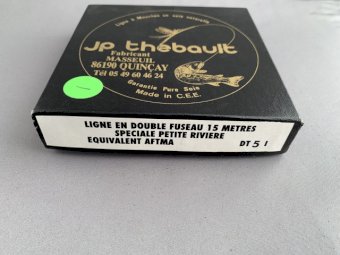 Ligne à Mouches en soie naturelle
JP thebault
Fabricant
MASSEUIL
86190 QUINÇAY
Tél 05 49 60 46 24
Garantie Pure Soie
Made in C.E.E.
LIGNE EN DOUBLE FUSEAU 15 METRES
SPECIALE PETITE RIVIERE
EQUIVALENT AFTMA DT 5 I